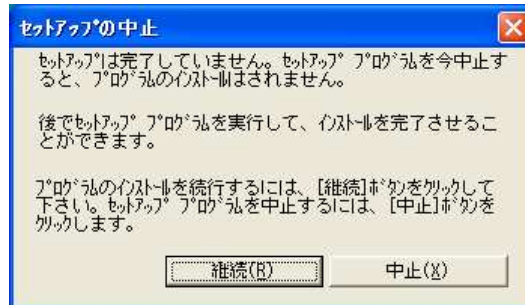 ｾｯﾄｱｯﾌﾟの中止
ｾｯﾄｱｯﾌﾟは完了していません。ｾｯﾄｱｯﾌﾟ ﾌﾟﾛｸﾞﾗﾑを今中止す
ると、ﾌﾟﾛｸﾞﾗﾑのｲﾝｽﾄｰﾙはされません。
後でｾｯﾄｱｯﾌﾟ ﾌﾟﾛｸﾞﾗﾑを実行して、ｲﾝｽﾄｰﾙを完了させるこ
とができます。
ﾌﾟﾛｸﾞﾗﾑのｲﾝｽﾄｰﾙを続行するには、[継続]ﾎﾞﾀﾝをｸﾘｯｸして
下さい。ｾｯﾄｱｯﾌﾟ ﾌﾟﾛｸﾞﾗﾑを中止するには、[中止]ﾎﾞﾀﾝを
ｸﾘｯｸします。
継続(R) 中止(X)